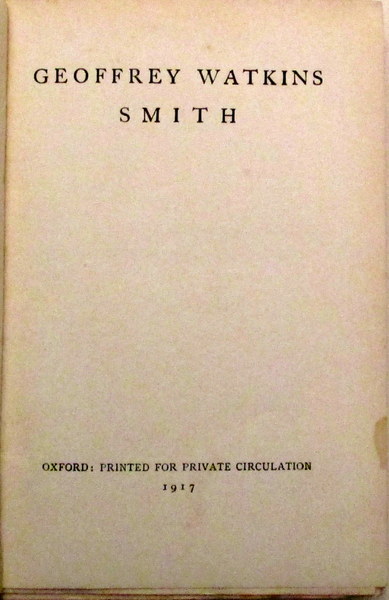 GEOFFREY WATKINS
SMITH
OXFORD: PRINTED FOR PRIVATE CIRCULATION
1917